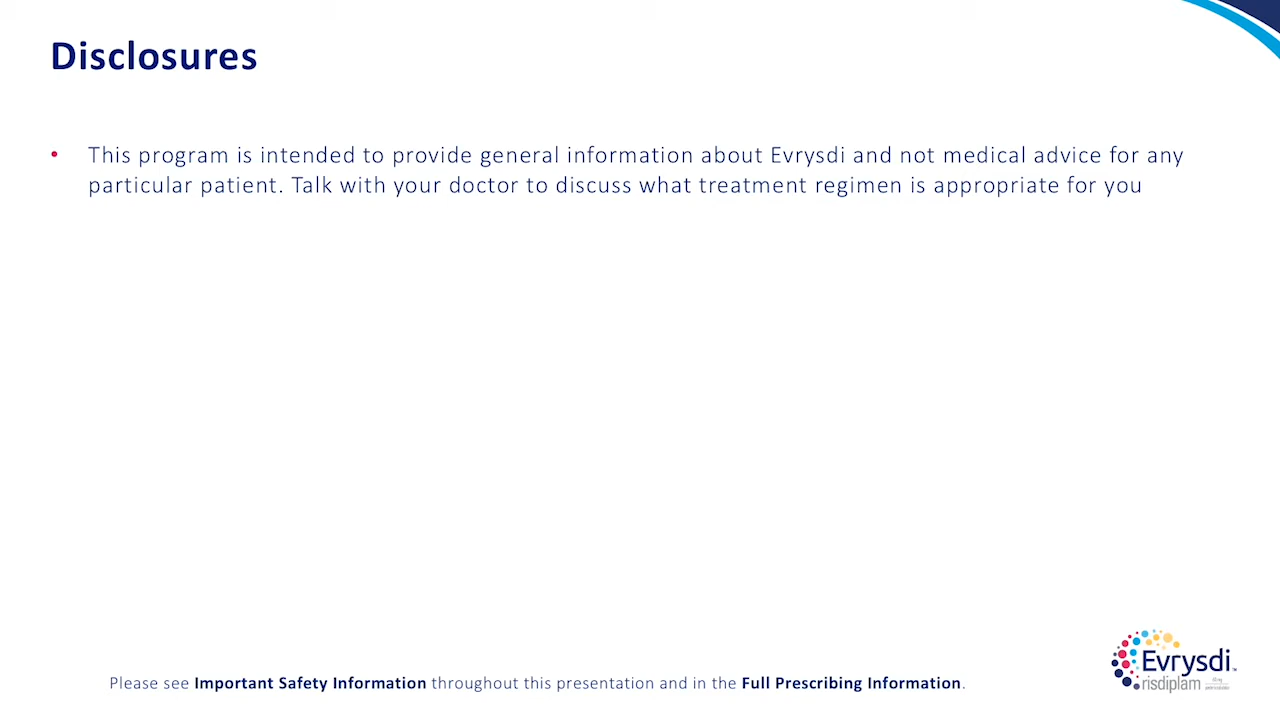 Disclosures
• This program is intended to provide general information about Evrysdi and not medical advice for any
particular patient. Talk with your doctor to discuss what treatment regimen is appropriate for you
Evrysdi™
risdiplam
Please see Important Safety Information throughout this presentation and in the Full Prescribing Information.